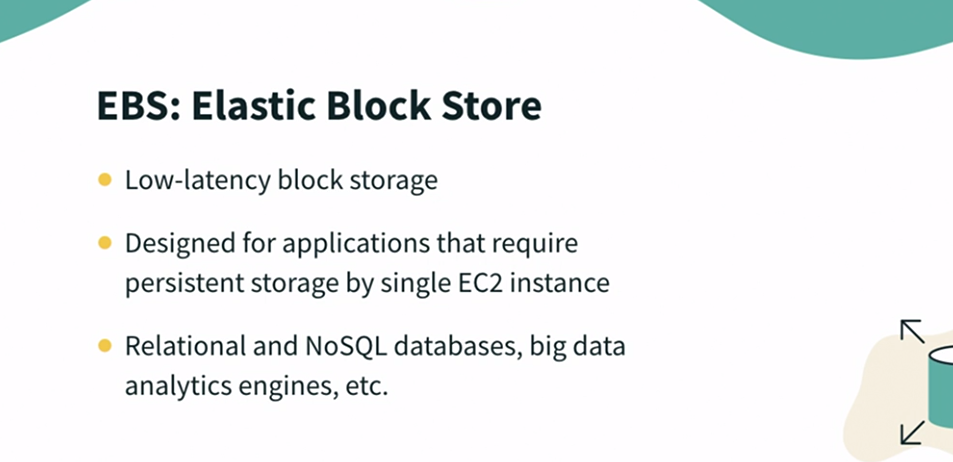 EBS: Elastic Block Store
Low-latency block storage
Designed for applications that require
persistent storage by single EC2 instance
Relational and NoSQL databases, big data
analytics engines, etc.